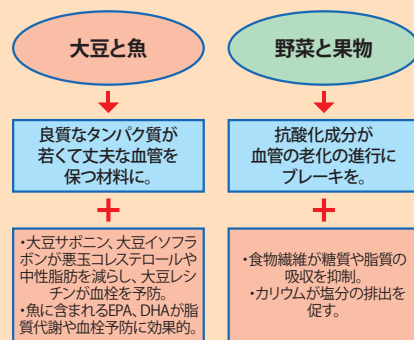 大豆と魚
良質なタンパク質が
若くて丈夫な血管を
保つ材料に。
+
・大豆サポニン、大豆イソフラ
ボンが悪玉コレステロールや
中性脂肪を減らし、大豆レシ
チンが血栓を予防。
・魚に含まれるEPA、DHAが脂
質代謝や血栓予防に効果的。
野菜と果物
抗酸化成分が
血管の老化の進行に
ブレーキを。
+
・食物繊維が糖質や脂質の
吸収を抑制。
・カリウムが塩分の排出を
促す。